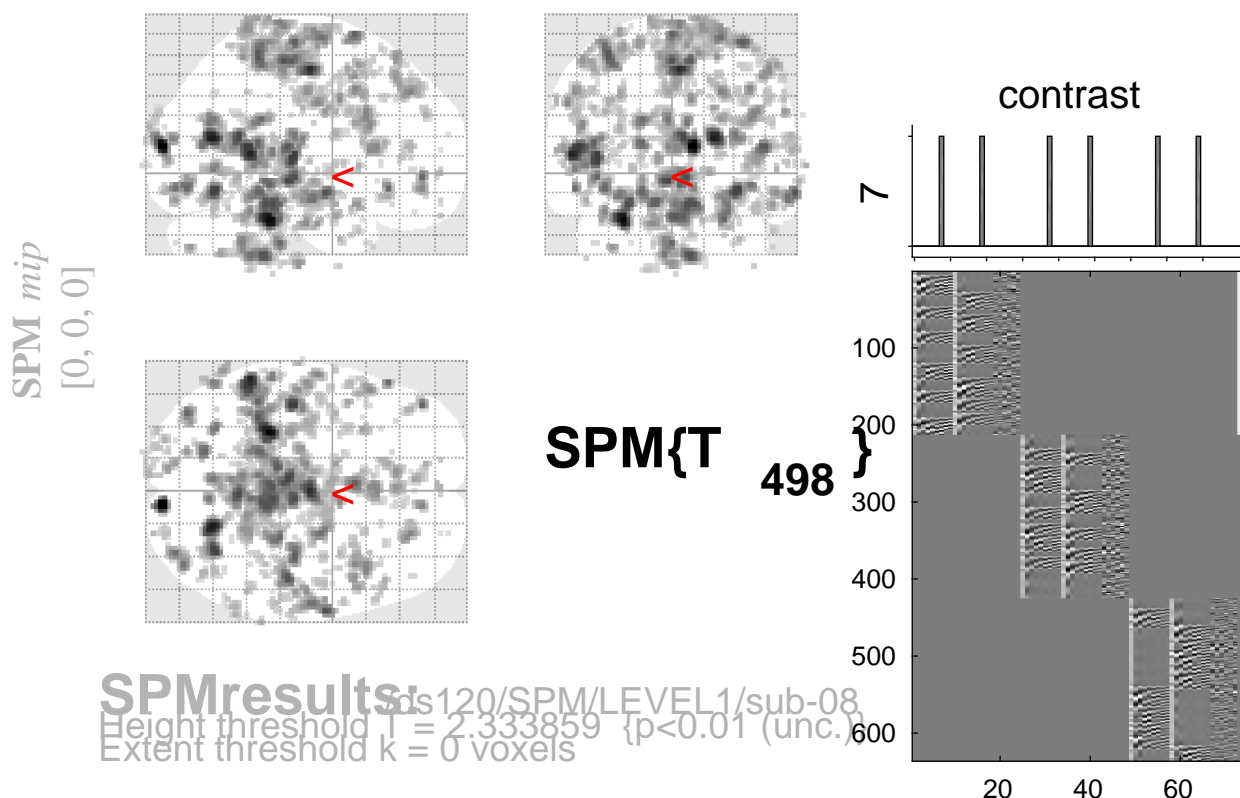 SPM mip
[0, 0, 0]
<
<
<
SPM{T
498
}
contrast
7
100
200
300
400
500
600
20
40
60
SPMresults:
/ds120/SPM/LEVEL1/sub-08
Height threshold T = 2.333859 {p<0.01 (unc.)}
Extent threshold k = 0 voxels